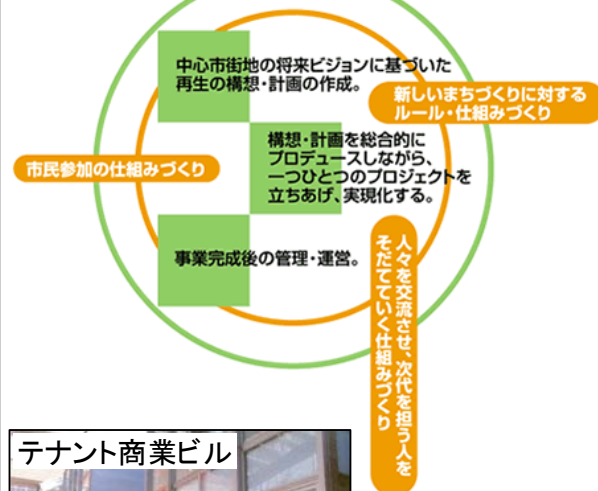 中心市街地の将来ビジョンに基づいた
再生の構想・計画の作成。
新しいまちづくりに対する
ルール・仕組みづくり
構想・計画を総合的に
プロデュースしながら、
一つひとつのプロジェクトを
立ちあげ、実現化する。
市民参加の仕組みづくり
事業完成後の管理・運営。
人々を交流させ、次代を担う人を
そだてていく仕組みづくり
テナント商業ビル